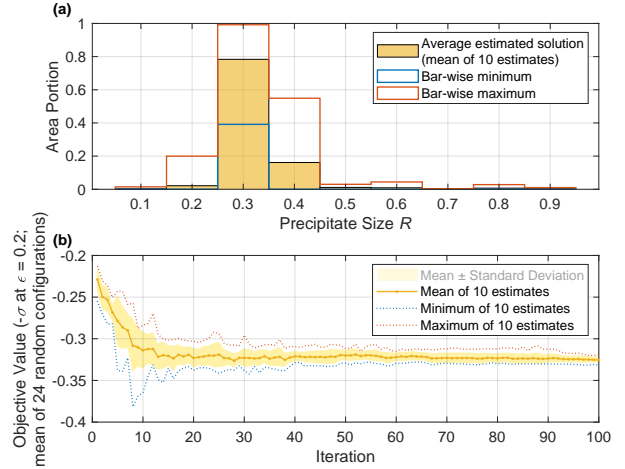 (a)
1
0.8
0.6
0.4
0.2
0
Area Portion
Average estimated solution
(mean of 10 estimates)
Bar-wise minimum
Bar-wise maximum
0.1 0.2 0.3 0.4 0.5 0.6 0.7 0.8 0.9
Precipitate Size R
(b)
-0.2
-0.25
-0.3
-0.35
-0.4
Objective Value (-σ at ϵ = 0.2;
mean of 24 random configurations)
Mean ± Standard Deviation
Mean of 10 estimates
Minimum of 10 estimates
Maximum of 10 estimates
0 10 20 30 40 50 60 70 80 90 100
Iteration